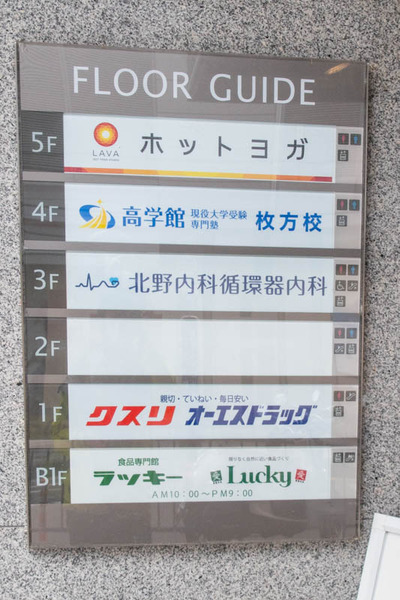 FLOOR GUIDE
5F
LAVA
ホットヨガ
4F
高学館
現役大学受験
専門塾
枚方校
3F
北野内科循環器内科
2F
1F
親切・ていねい・毎日安い
クスリ オーエスドラッグ
B1F
食品専門館
ラッキー
Lucky
AM10:00～PM9:00